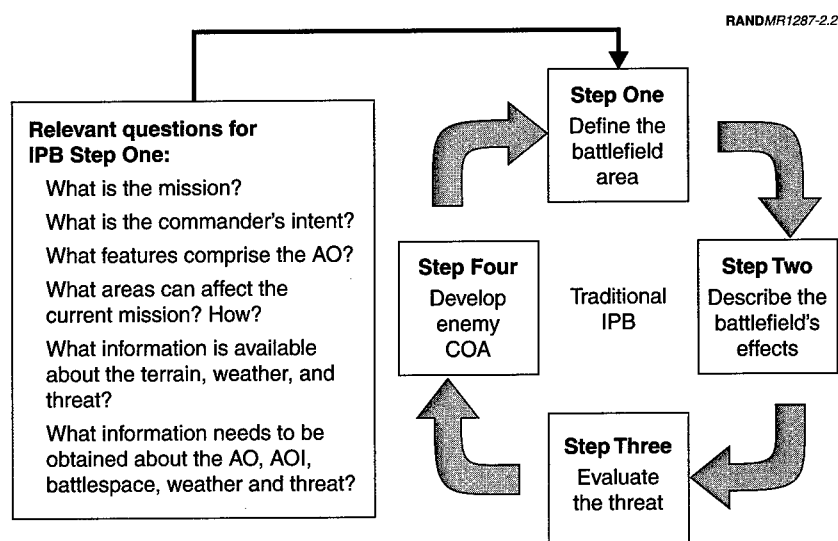 RANDMR1287-2.2
Relevant questions for
IPB Step One:
What is the mission?
What is the commander's intent?
What features comprise the AO?
What areas can affect the
current mission? How?
What information is available
about the terrain, weather, and
threat?
What information needs to be
obtained about the AO, AOI,
battlespace, weather and threat?
Step One
Define the
battlefield
area
Step Two
Describe the
battlefield's
effects
Step Three
Evaluate
the threat
Step Four
Develop
enemy
COA
Traditional
IPB